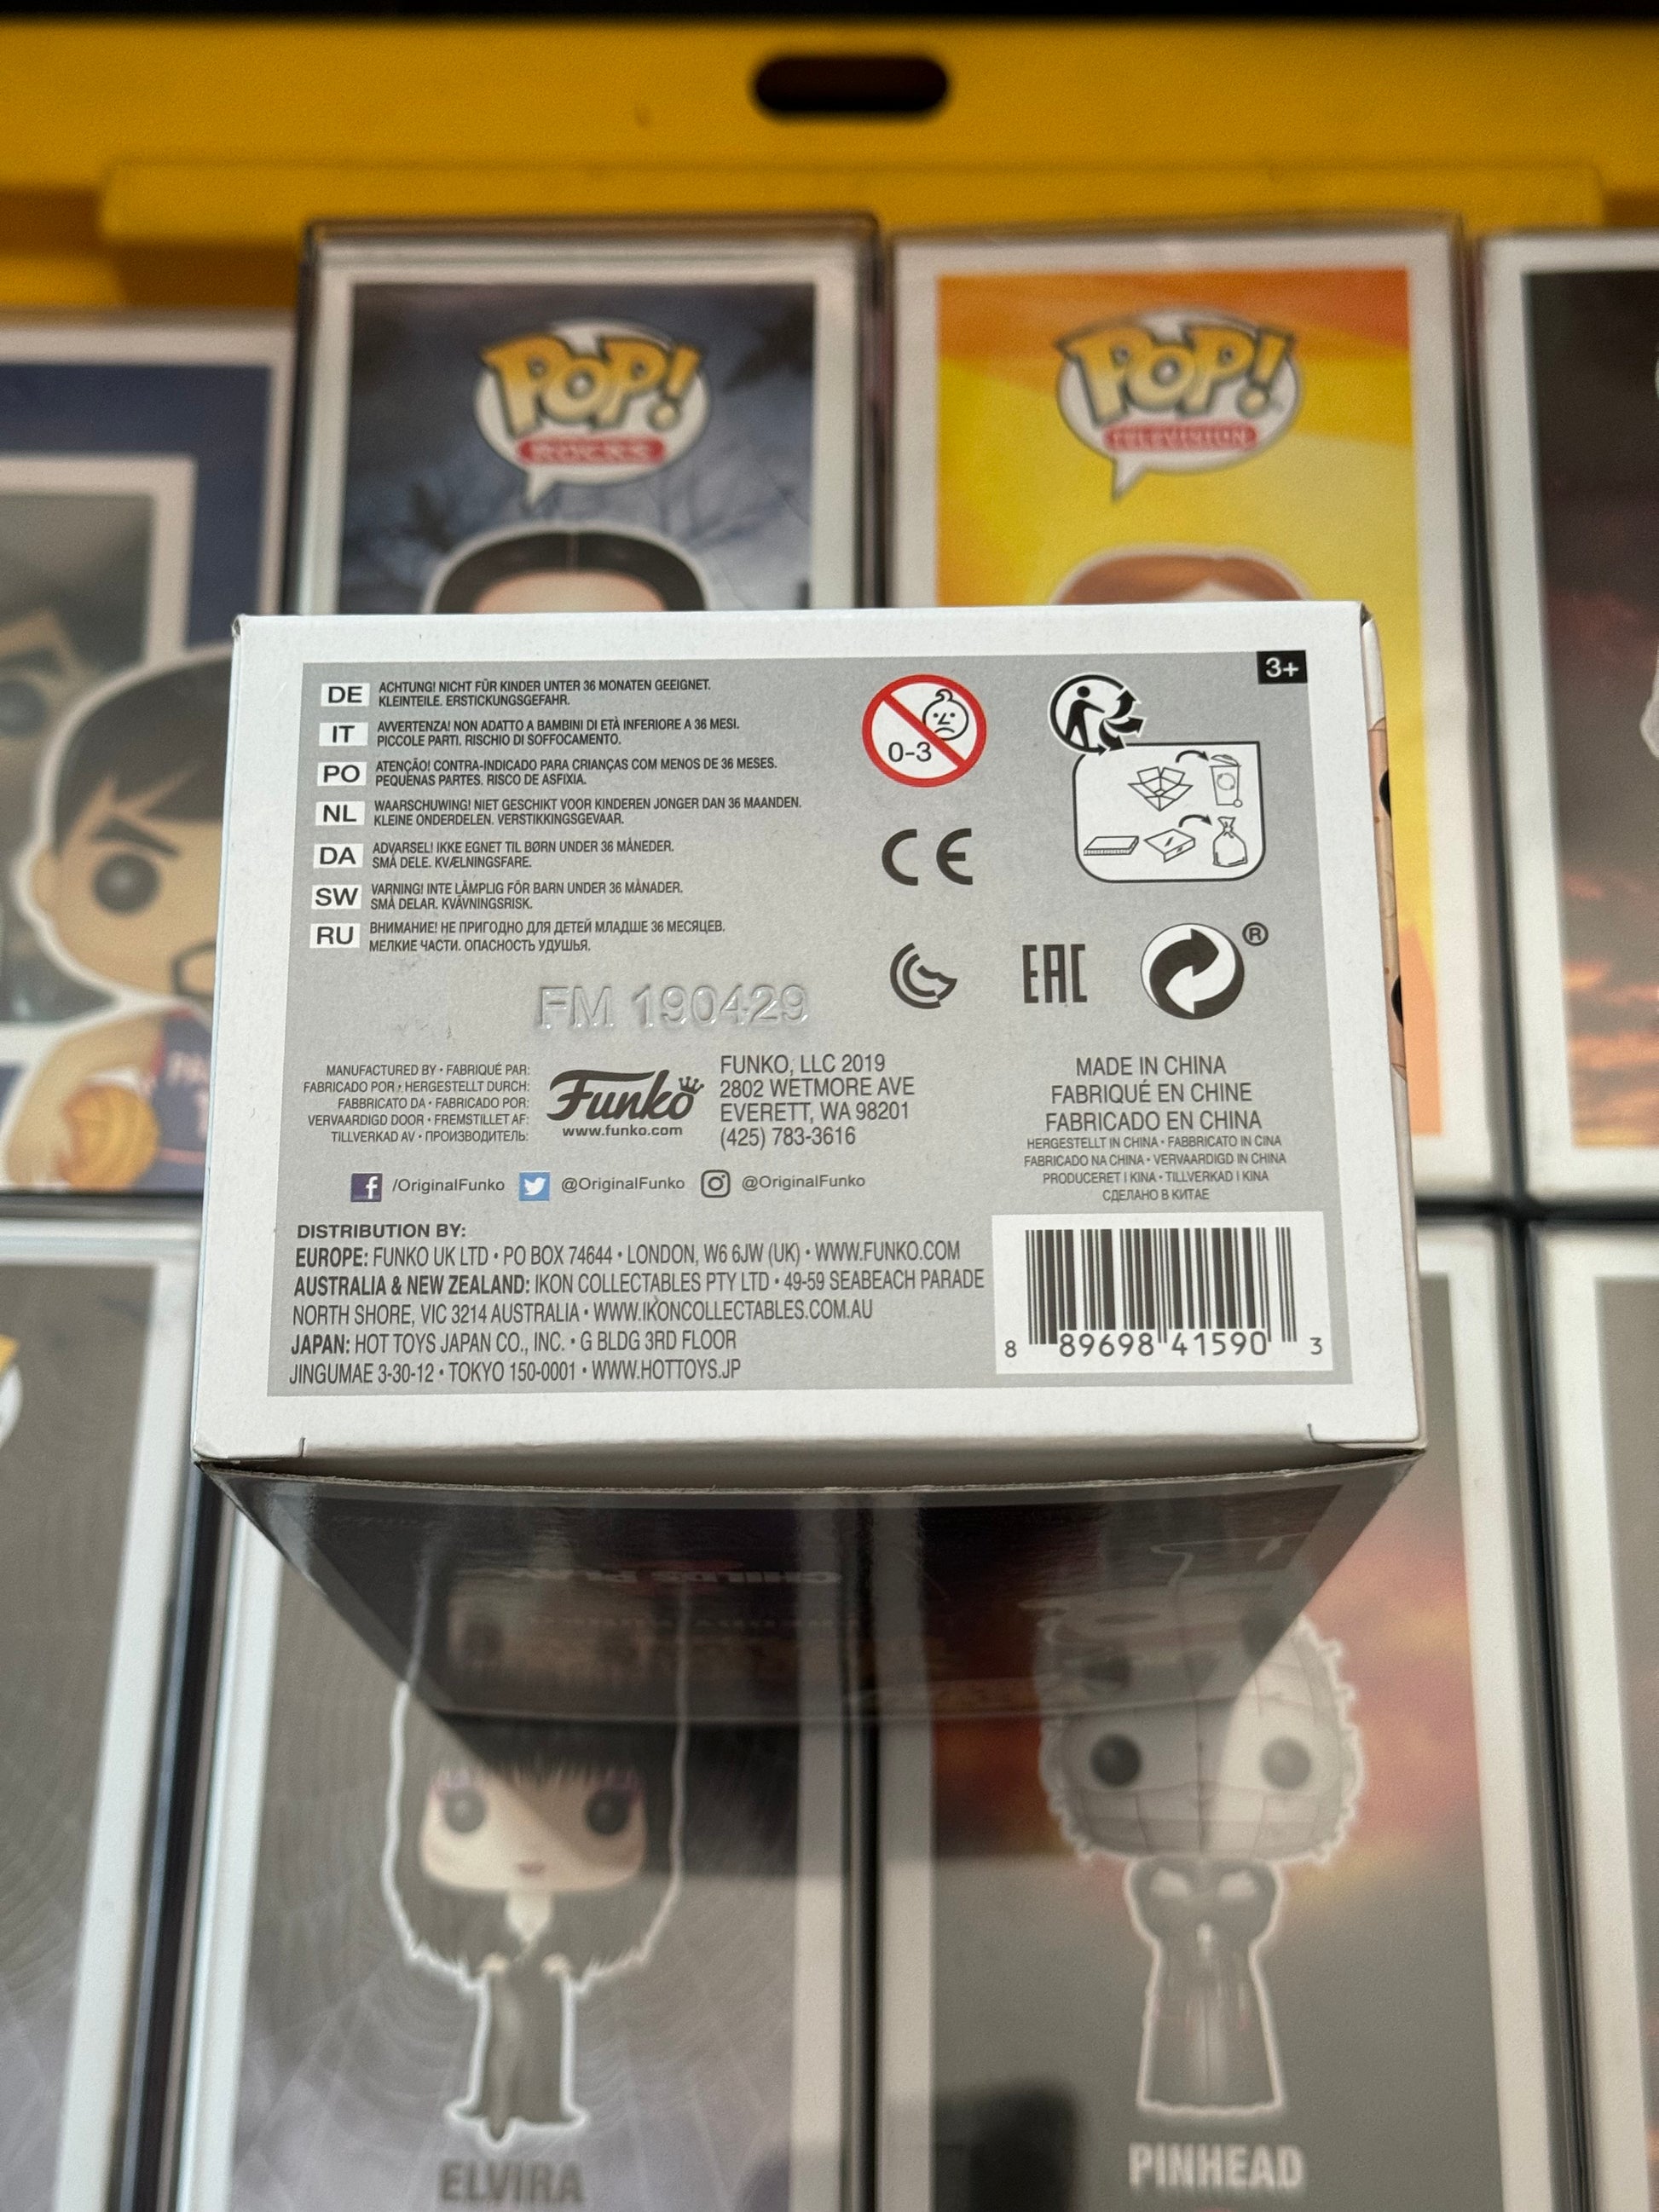 POP!
ROCKS
POP!
TELEVISION
3+
DE
ACHTUNG! NICHT FÜR KINDER UNTER 36 MONATEN GEEIGNET.
KLEINTEILE. ERSTICKUNGSGEFAHR.
IT
AVVERTENZA! NON ADATTO A BAMBINI DI ETÀ INFERIORE A 36 MESI.
PICCOLE PARTI. RISCHIO DI SOFFOCAMENTO.
PO
ATENÇÃO! CONTRA-INDICADO PARA CRIANÇAS COM MENOS DE 36 MESES.
PEQUENAS PARTES. RISCO DE ASFIXIA.
NL
WAARSCHUWING! NIET GESCHIKT VOOR KINDEREN JONGER DAN 36 MAANDEN.
KLEINE ONDERDELEN. VERSTIKKINGSGEVAAR.
DA
ADVARSEL! IKKE EGNET TIL BØRN UNDER 36 MÅNEDER.
SMÅ DELE. KVÆLNINGSFARE.
SW
VARNING! INTE LÄMPLIG FÖR BARN UNDER 36 MÅNADER.
SMÅ DELAR. KVÄVNINGSRISK.
RU
ВНИМАНИЕ! НЕ ПРИГОДНО ДЛЯ ДЕТЕЙ МЛАДШЕ 36 МЕСЯЦЕВ.
МЕЛКИЕ ЧАСТИ. ОПАСНОСТЬ УДУШЬЯ.
0-3
CE
EAC
®
FM 190429
MANUFACTURED BY • FABRIQUÉ PAR:
FABRICADO POR • HERGESTELLT DURCH:
FABBRICATO DA • FABRICADO POR:
VERVAARDIGD DOOR • FREMSTILLET AF:
TILLVERKAD AV • ПРОИЗВОДИТЕЛЬ:
Funko
www.funko.com
FUNKO, LLC 2019
2802 WETMORE AVE
EVERETT, WA 98201
(425) 783-3616
MADE IN CHINA
FABRIQUÉ EN CHINE
FABRICADO EN CHINA
HERGESTELLT IN CHINA • FABBRICATO IN CINA
FABRICADO NA CHINA • VERVAARDIGD IN CHINA
PRODUCERET I KINA • TILLVERKAD I KINA
СДЕЛАНО В КИТАЕ
f /OriginalFunko @OriginalFunko @OriginalFunko
DISTRIBUTION BY:
EUROPE: FUNKO UK LTD • PO BOX 74644 • LONDON, W6 6JW (UK) • WWW.FUNKO.COM
AUSTRALIA & NEW ZEALAND: IKON COLLECTABLES PTY LTD • 49-59 SEABEACH PARADE
NORTH SHORE, VIC 3214 AUSTRALIA • WWW.IKONCOLLECTABLES.COM.AU
JAPAN: HOT TOYS JAPAN CO., INC. • G BLDG 3RD FLOOR
JINGUMAE 3-30-12 • TOKYO 150-0001 • WWW.HOTTOYS.JP
8 89698 41590 3
CHILD'S PLAY
ELVIRA
PINHEAD